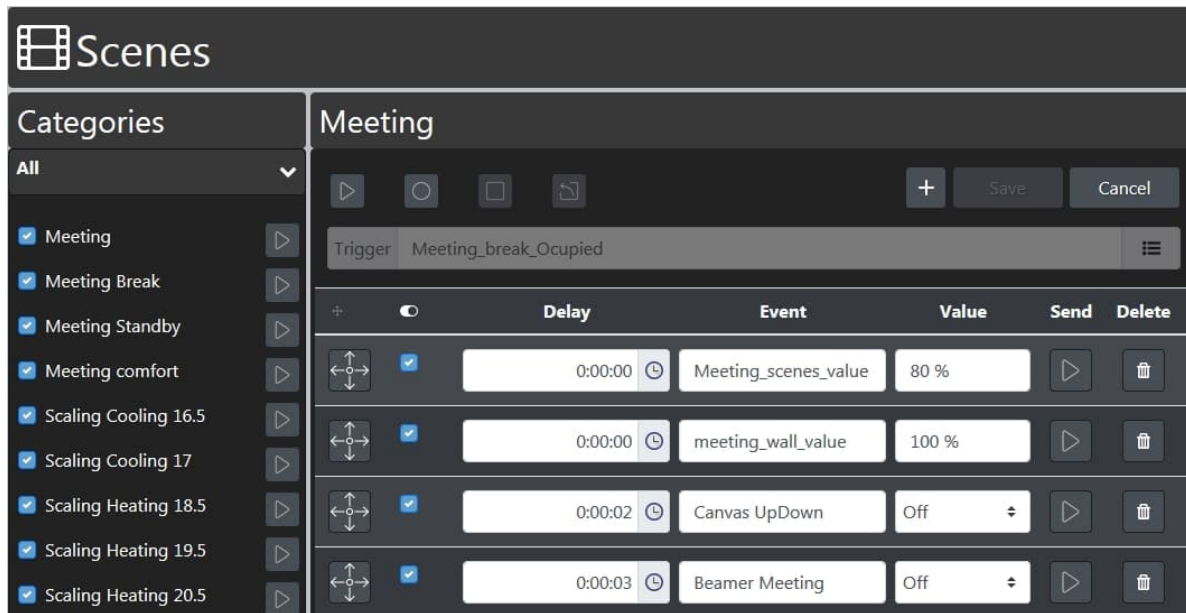 Scenes
Categories
All
Meeting
Meeting Break
Meeting Standby
Meeting comfort
Scaling Cooling 16.5
Scaling Cooling 17
Scaling Heating 18.5
Scaling Heating 19.5
Scaling Heating 20.5
Meeting
Save Cancel
Trigger Meeting_break_Ocupied
Delay Event Value Send Delete
0:00:00 Meeting_scenes_value 80 %
0:00:00 meeting_wall_value 100 %
0:00:02 Canvas UpDown Off
0:00:03 Beamer Meeting Off